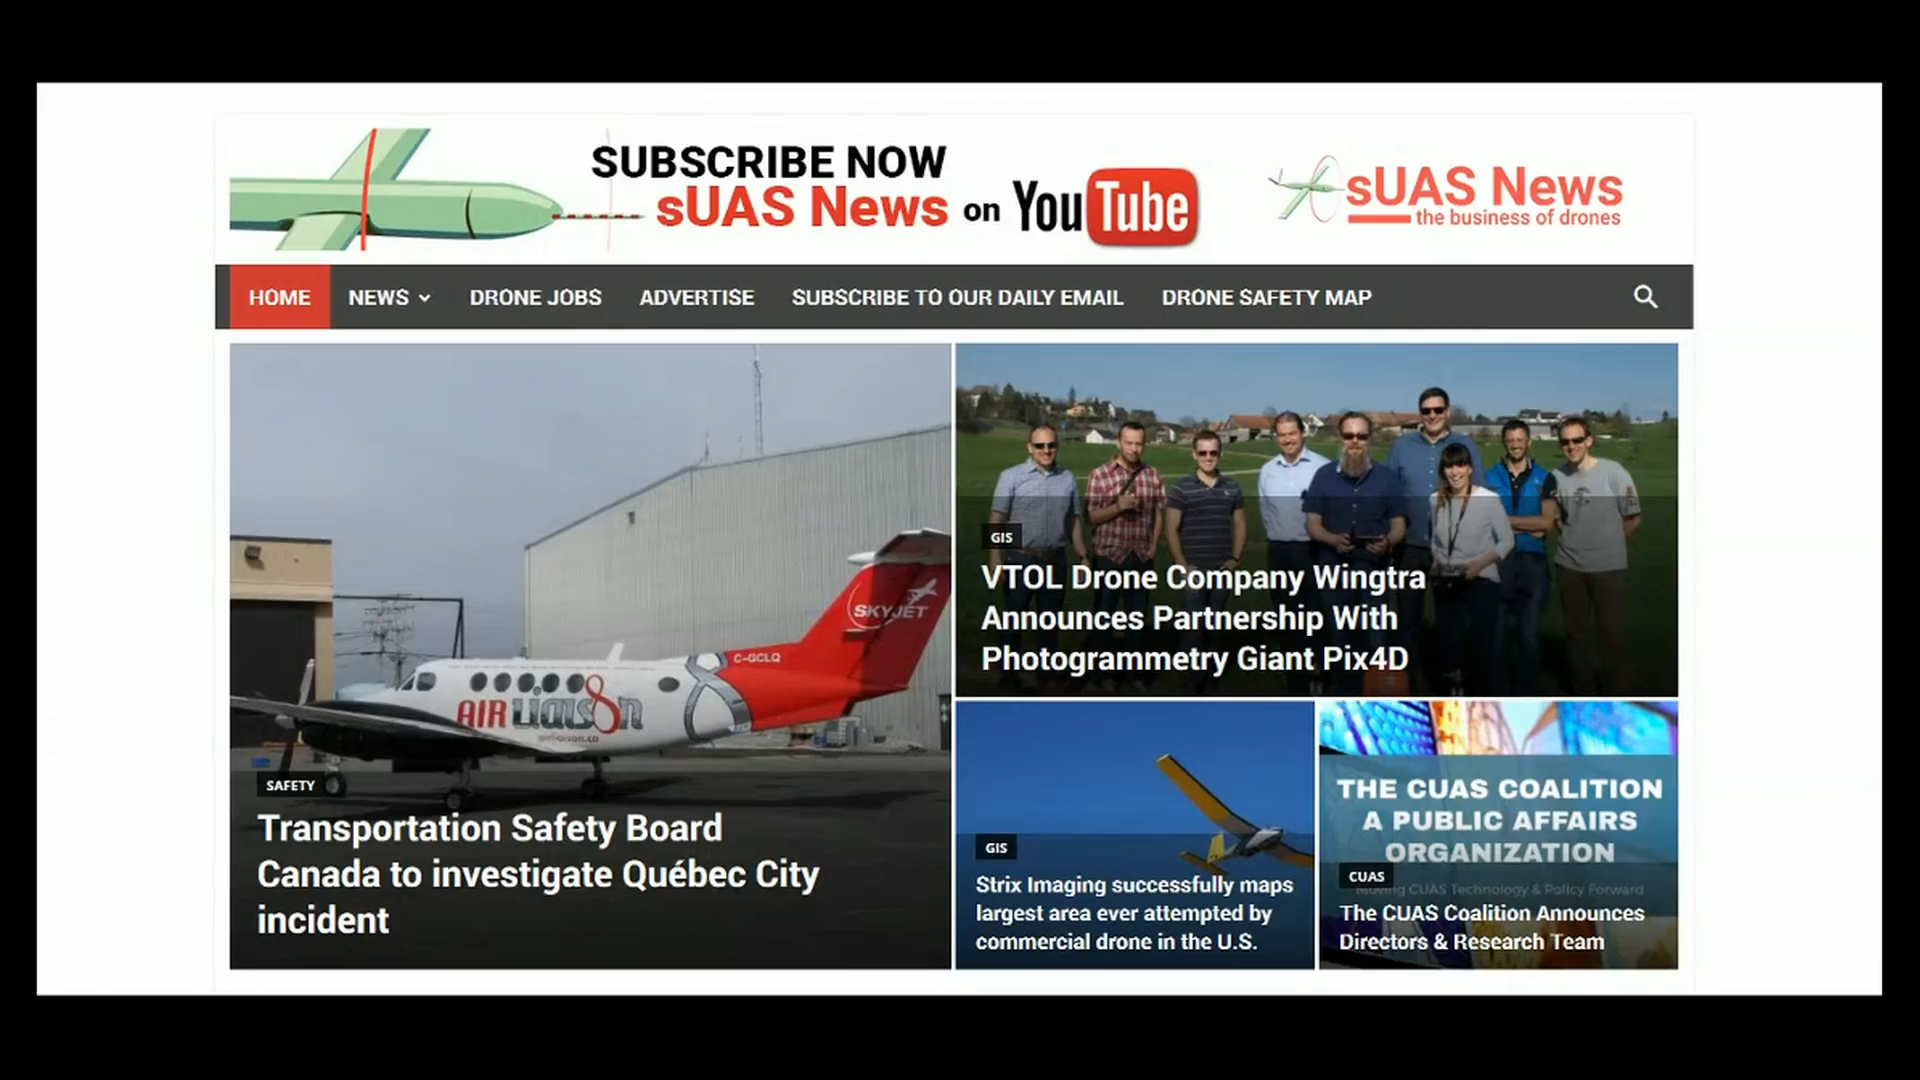 SUBSCRIBE NOW
sUAS News on YouTube
sUAS News
the business of drones
HOME
NEWS
DRONE JOBS
ADVERTISE
SUBSCRIBE TO OUR DAILY EMAIL
DRONE SAFETY MAP
SKYJET
C-GCLQ
AIR Liaison
airliaison.ca
SAFETY
Transportation Safety Board
Canada to investigate Québec City
incident
GIS
VTOL Drone Company Wingtra
Announces Partnership With
Photogrammetry Giant Pix4D
GIS
Strix Imaging successfully maps
largest area ever attempted by
commercial drone in the U.S.
THE CUAS COALITION
A PUBLIC AFFAIRS
ORGANIZATION
CUAS
Moving CUAS Technology & Policy Forward
The CUAS Coalition Announces
Directors & Research Team